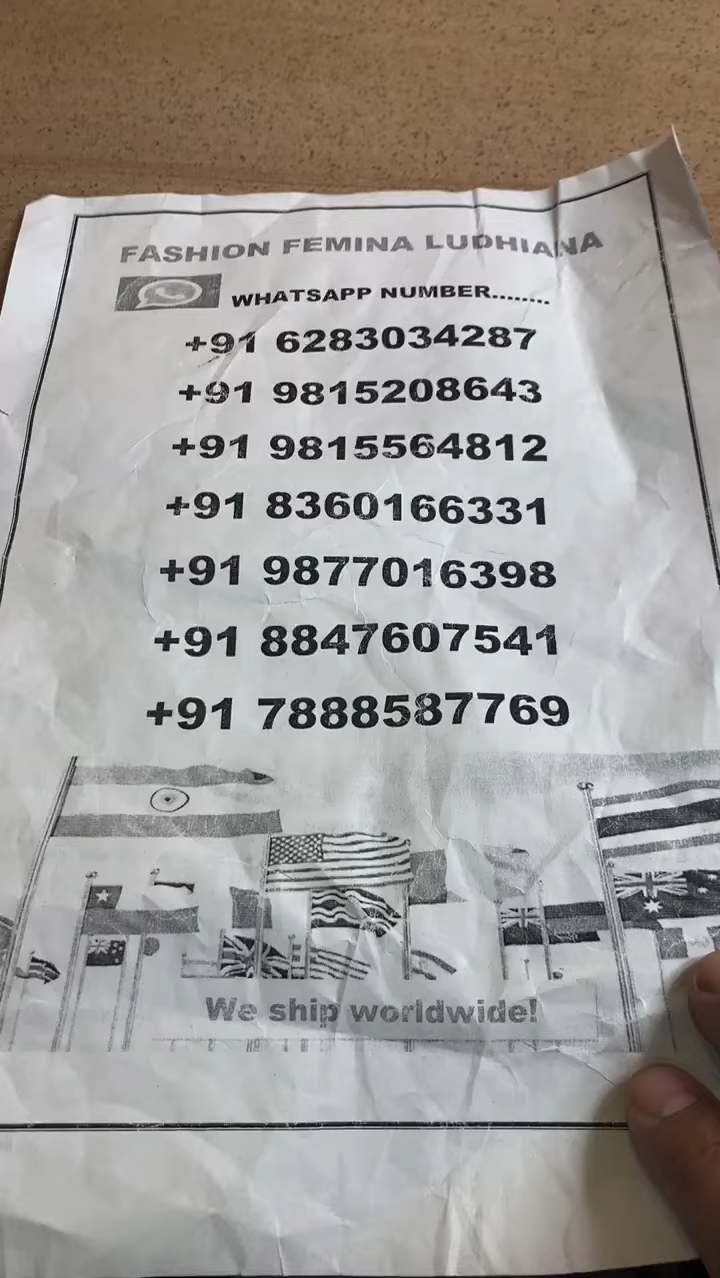 FASHION FEMINA LUDHIANA
WHATSAPP NUMBER........
+91 6283034287
+91 9815208643
+91 9815564812
+91 8360166331
+91 9877016398
+91 8847607541
+91 7888587769
We ship worldwide!